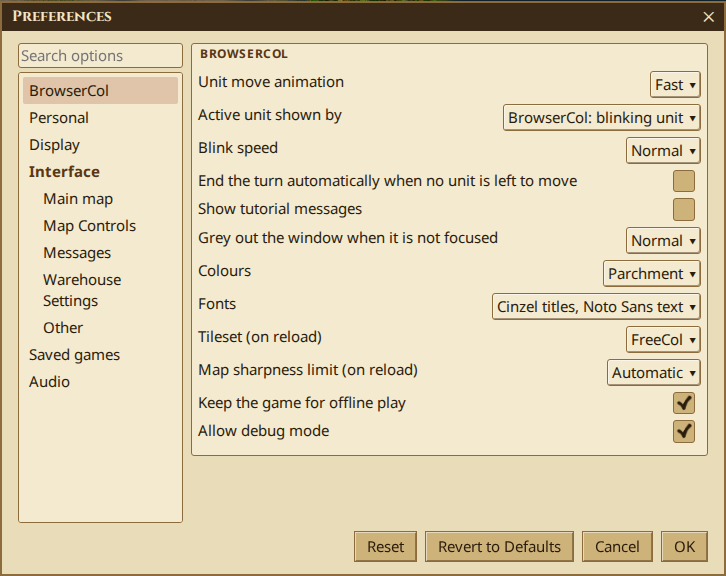 Preferences
Search options
BrowserCol
Personal
Display
Interface
Main map
Map Controls
Messages
Warehouse
Settings
Other
Saved games
Audio
BROWSERCOL
Unit move animation Fast
Active unit shown by BrowserCol: blinking unit
Blink speed Normal
End the turn automatically when no unit is left to move
Show tutorial messages
Grey out the window when it is not focused Normal
Colours Parchment
Fonts Cinzel titles, Noto Sans text
Tileset (on reload) FreeCol
Map sharpness limit (on reload) Automatic
Keep the game for offline play
Allow debug mode
Reset Revert to Defaults Cancel OK